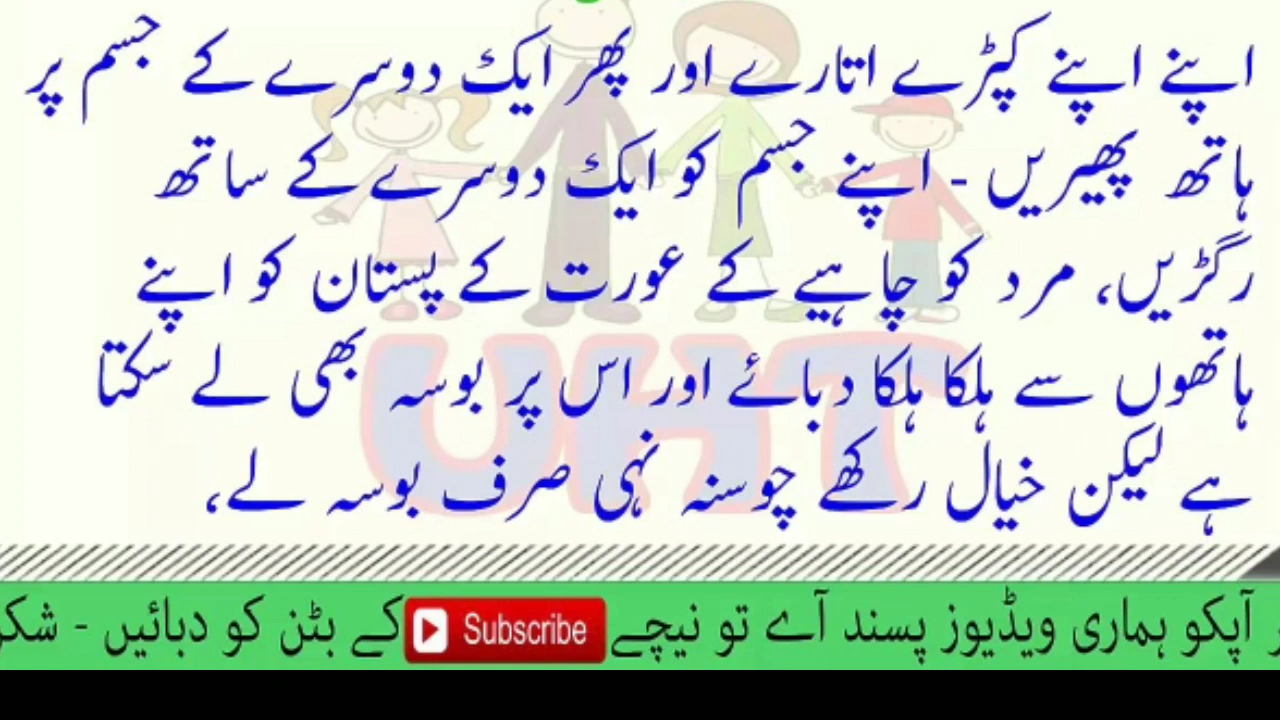 اپنے اپنے کپڑے اتارے اور پھر ایک دوسرے کے جسم پر
ہاتھ پھیریں - اپنے جسم کو ایک دوسرے کے ساتھ
رگڑیں، مرد کو چاہیے کے عورت کے پستان کو اپنے
ہاتھوں سے ہلکا ہلکا دبائے اور اس پر بوسہ بھی لے سکتا
ہے لیکن خیال رکھے چوسنہ نہی صرف بوسہ لے،
UHT
آپکو ہماری ویڈیوز پسند آے تو نیچے Subscribe کے بٹن کو دبائیں -